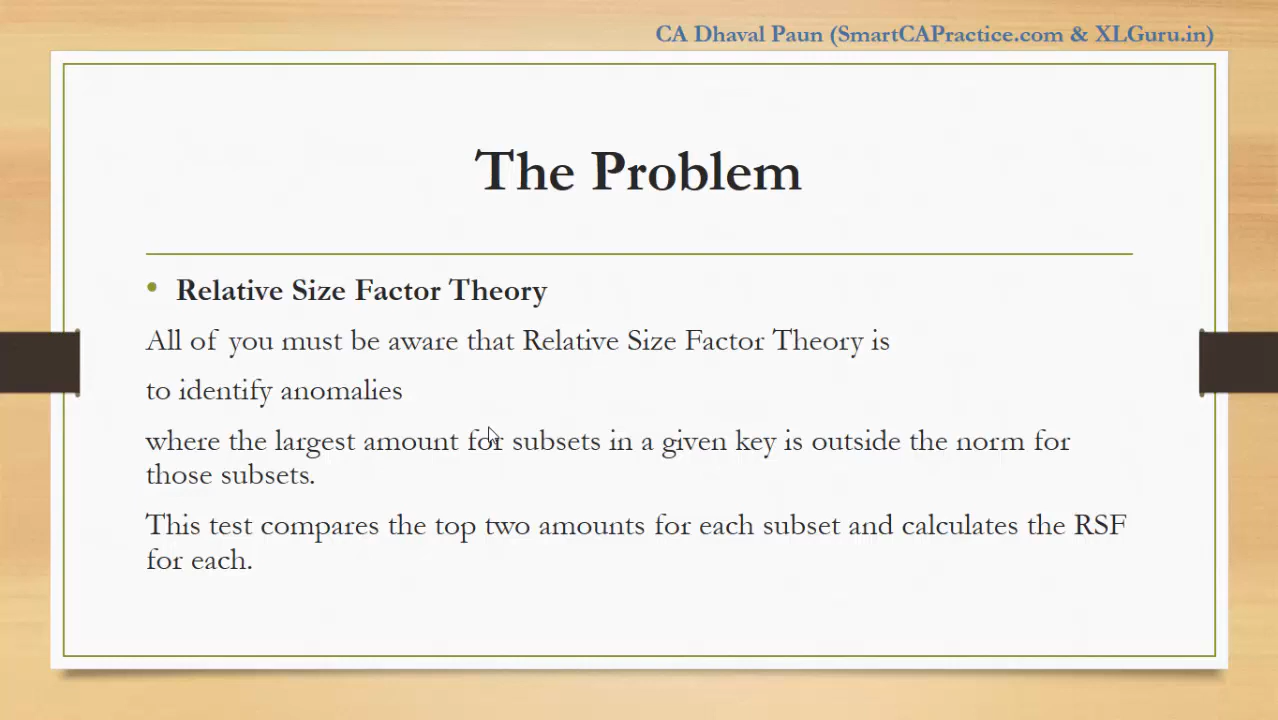 CA Dhaval Paun (SmartCAPractice.com & XLGuru.in)
The Problem
• Relative Size Factor Theory
All of you must be aware that Relative Size Factor Theory is
to identify anomalies
where the largest amount for subsets in a given key is outside the norm for
those subsets.
This test compares the top two amounts for each subset and calculates the RSF
for each.